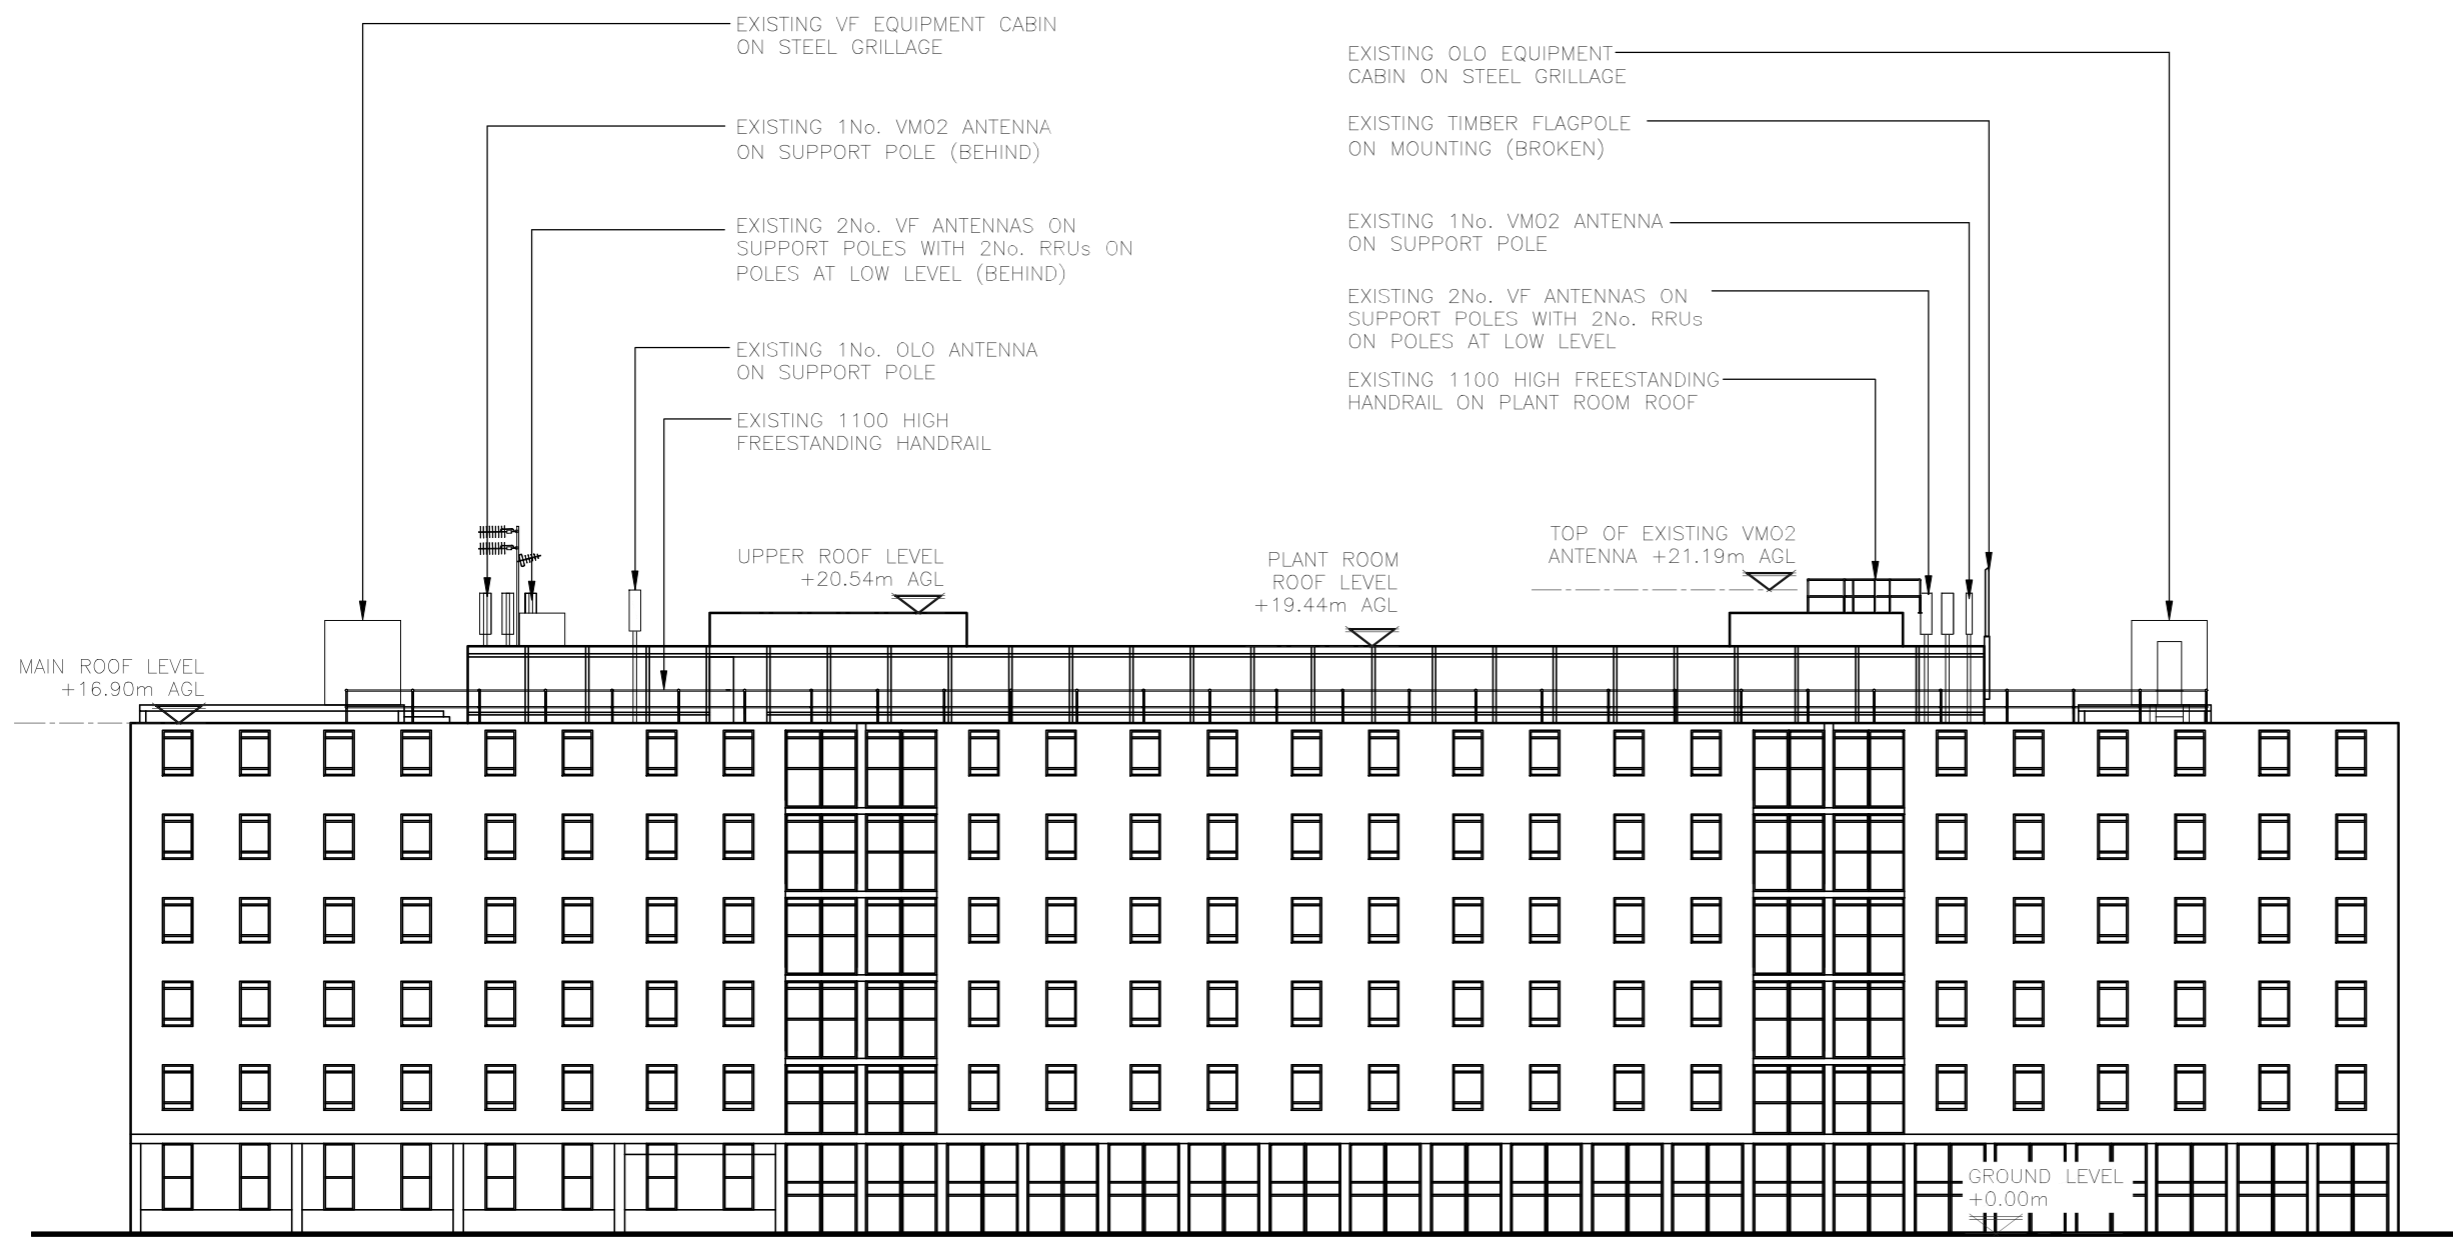 EXISTING VF EQUIPMENT CABIN
ON STEEL GRILLAGE
EXISTING 1No. VMO2 ANTENNA
ON SUPPORT POLE (BEHIND)
EXISTING 2No. VF ANTENNAS ON
SUPPORT POLES WITH 2No. RRUs ON
POLES AT LOW LEVEL (BEHIND)
EXISTING 1No. OLO ANTENNA
ON SUPPORT POLE
EXISTING 1100 HIGH
FREESTANDING HANDRAIL
EXISTING OLO EQUIPMENT
CABIN ON STEEL GRILLAGE
EXISTING TIMBER FLAGPOLE
ON MOUNTING (BROKEN)
EXISTING 1No. VMO2 ANTENNA
ON SUPPORT POLE
EXISTING 2No. VF ANTENNAS ON
SUPPORT POLES WITH 2No. RRUs
ON POLES AT LOW LEVEL
EXISTING 1100 HIGH FREESTANDING
HANDRAIL ON PLANT ROOM ROOF
UPPER ROOF LEVEL
+20.54m AGL
PLANT ROOM
ROOF LEVEL
+19.44m AGL
TOP OF EXISTING VMO2
ANTENNA +21.19m AGL
MAIN ROOF LEVEL
+16.90m AGL
GROUND LEVEL
+0.00m